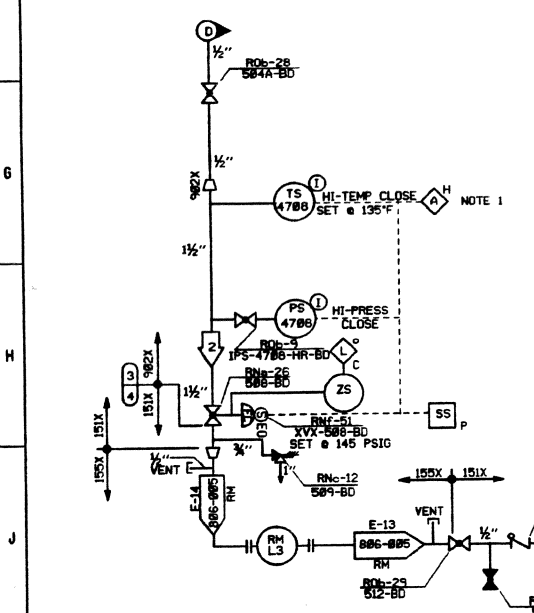 D
1/2"
ROb-28
504A-BD
1/2"
G
902X
TS
4708
I
HI-TEMP CLOSE
SET @ 135°F
A
H
NOTE 1
1 1/2"
PS
4708
I
HI-PRESS
CLOSE
H
2
902X
ROb-9
IPS-4708-HR-BD
L
O
C
RNa-26
508-BD
3
4
1 1/2"
151X
ZS
151X
RNf-51
XVX-508-BD
SET @ 145 PSIG
SS
P
3/4"
155X
1/2"
VENT
1"
RNc-12
509-BD
155X
151X
E-14
806-005
RM
VENT
J
E-13
806-005
RM
RM
L3
1/2"
ROb-29
512-BD